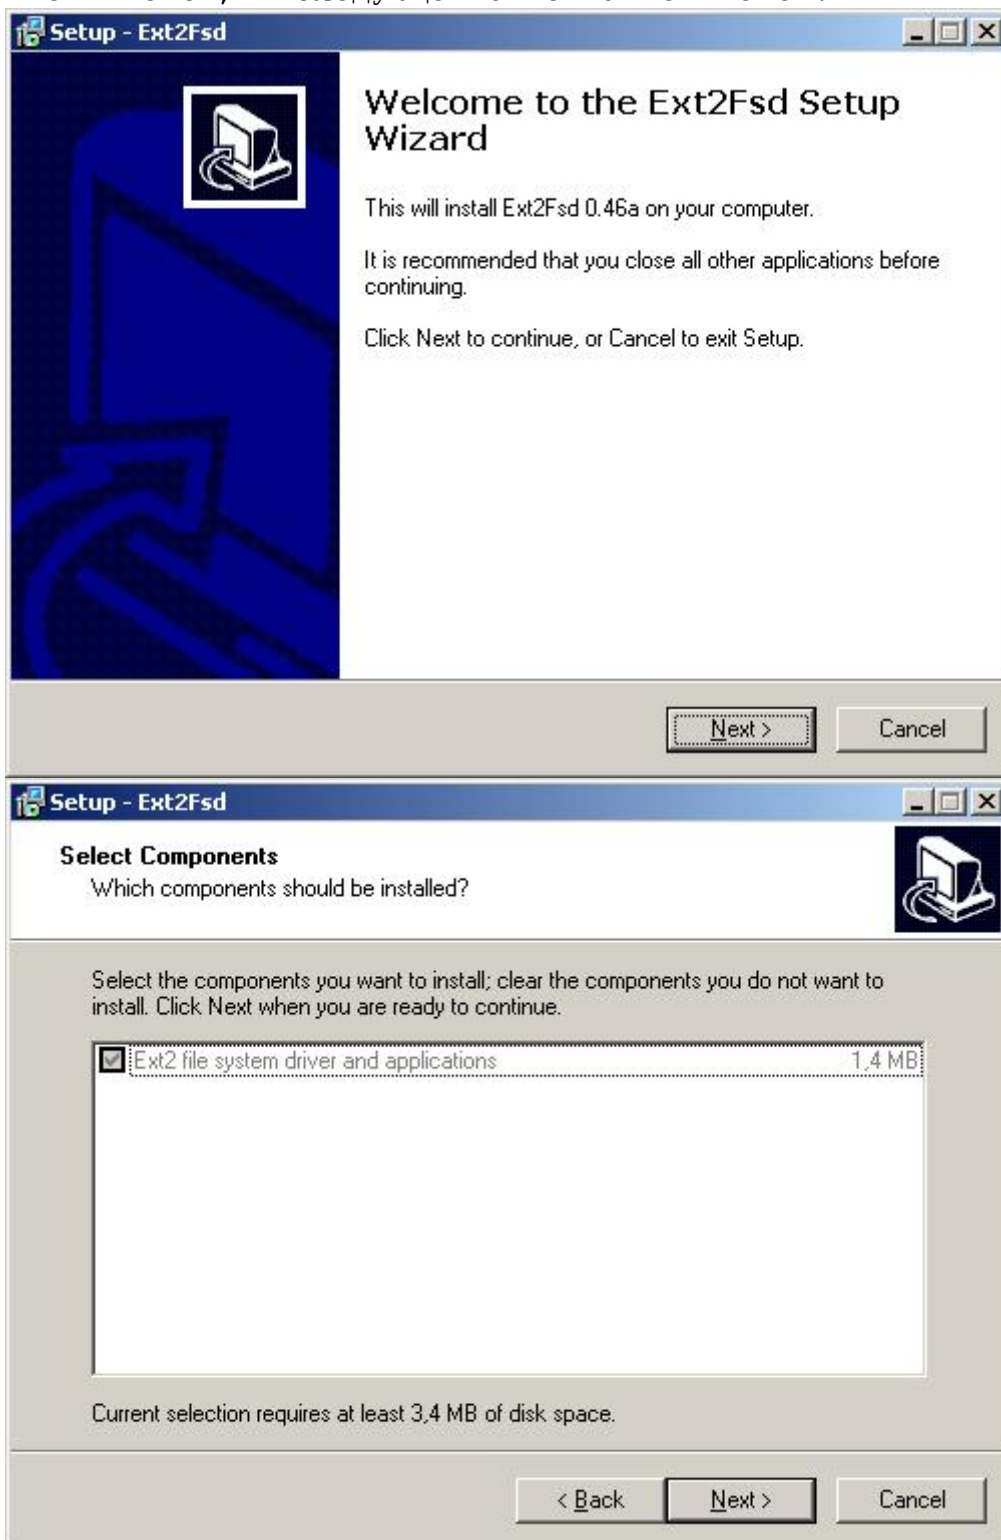 Setup - Ext2Fsd
Welcome to the Ext2Fsd Setup
Wizard
This will install Ext2Fsd 0.46a on your computer.
It is recommended that you close all other applications before
continuing.
Click Next to continue, or Cancel to exit Setup.
Next >
Cancel
Setup - Ext2Fsd
Select Components
Which components should be installed?
Select the components you want to install; clear the components you do not want to
install. Click Next when you are ready to continue.
Ext2 file system driver and applications 1,4 MB
Current selection requires at least 3,4 MB of disk space.
< Back
Next >
Cancel